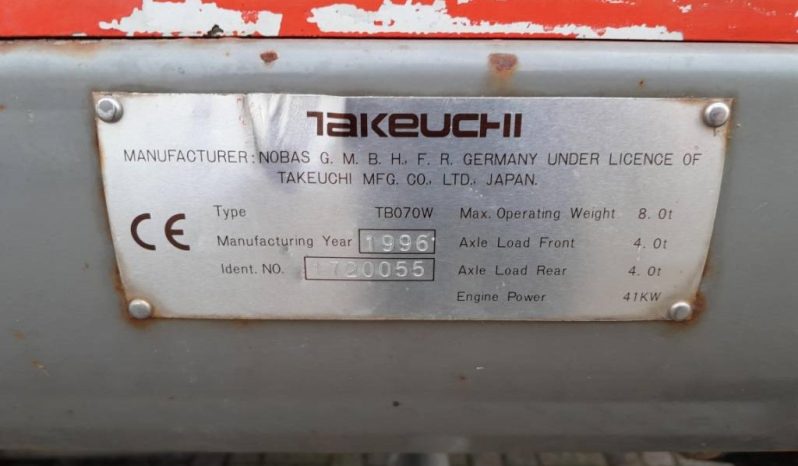 TAKEUCHI
MANUFACTURER: NOBAS G. M. B. H., F. R. GERMANY UNDER LICENCE OF
TAKEUCHI MFG. CO., LTD., JAPAN.
CE
Type TB070W
Manufacturing Year 1996
Ident. NO. 1720055
Max. Operating Weight 8.0t
Axle Load Front 4.0t
Axle Load Rear 4.0t
Engine Power 41KW